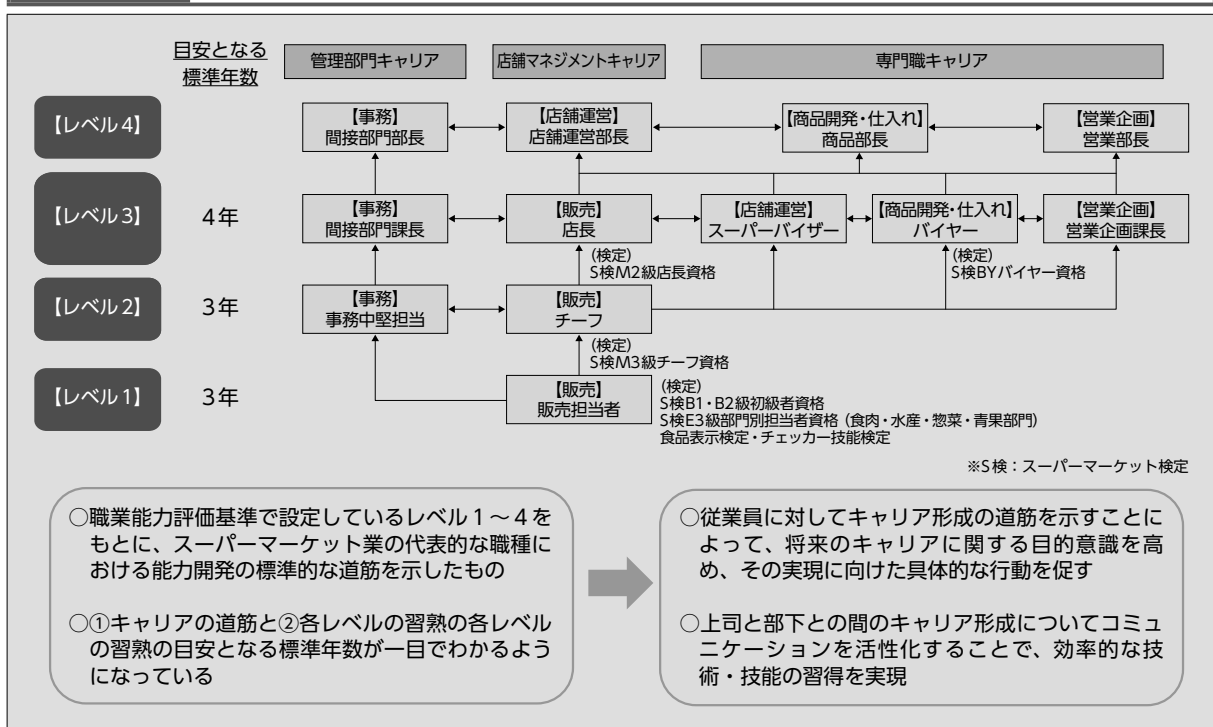 目安となる
標準年数
管理部門キャリア
店舗マネジメントキャリア
専門職キャリア
【レベル4】
【事務】
間接部門部長
【店舗運営】
店舗運営部長
【商品開発・仕入れ】
商品部長
【営業企画】
営業部長
【レベル3】
4年
【事務】
間接部門課長
【販売】
店長
【店舗運営】
スーパーバイザー
【商品開発・仕入れ】
バイヤー
【営業企画】
営業企画課長
(検定)
S検M2級店長資格
(検定)
S検BYバイヤー資格
【レベル2】
3年
【事務】
事務中堅担当
【販売】
チーフ
(検定)
S検M3級チーフ資格
【レベル1】
3年
【販売】
販売担当者
(検定)
S検B1・B2級初級者資格
S検E3級部門別担当者資格(食肉・水産・惣菜・青果部門)
食品表示検定・チェッカー技能検定
※S検：スーパーマーケット検定
○職業能力評価基準で設定しているレベル1～4を
もとに、スーパーマーケット業の代表的な職種に
おける能力開発の標準的な道筋を示したもの
○①キャリアの道筋と②各レベルの習熟の各レベル
の習熟の目安となる標準年数が一目でわかるよう
になっている
○従業員に対してキャリア形成の道筋を示すことに
よって、将来のキャリアに関する目的意識を高
め、その実現に向けた具体的な行動を促す
○上司と部下との間のキャリア形成についてコミュ
ニケーションを活性化することで、効率的な技
術・技能の習得を実現